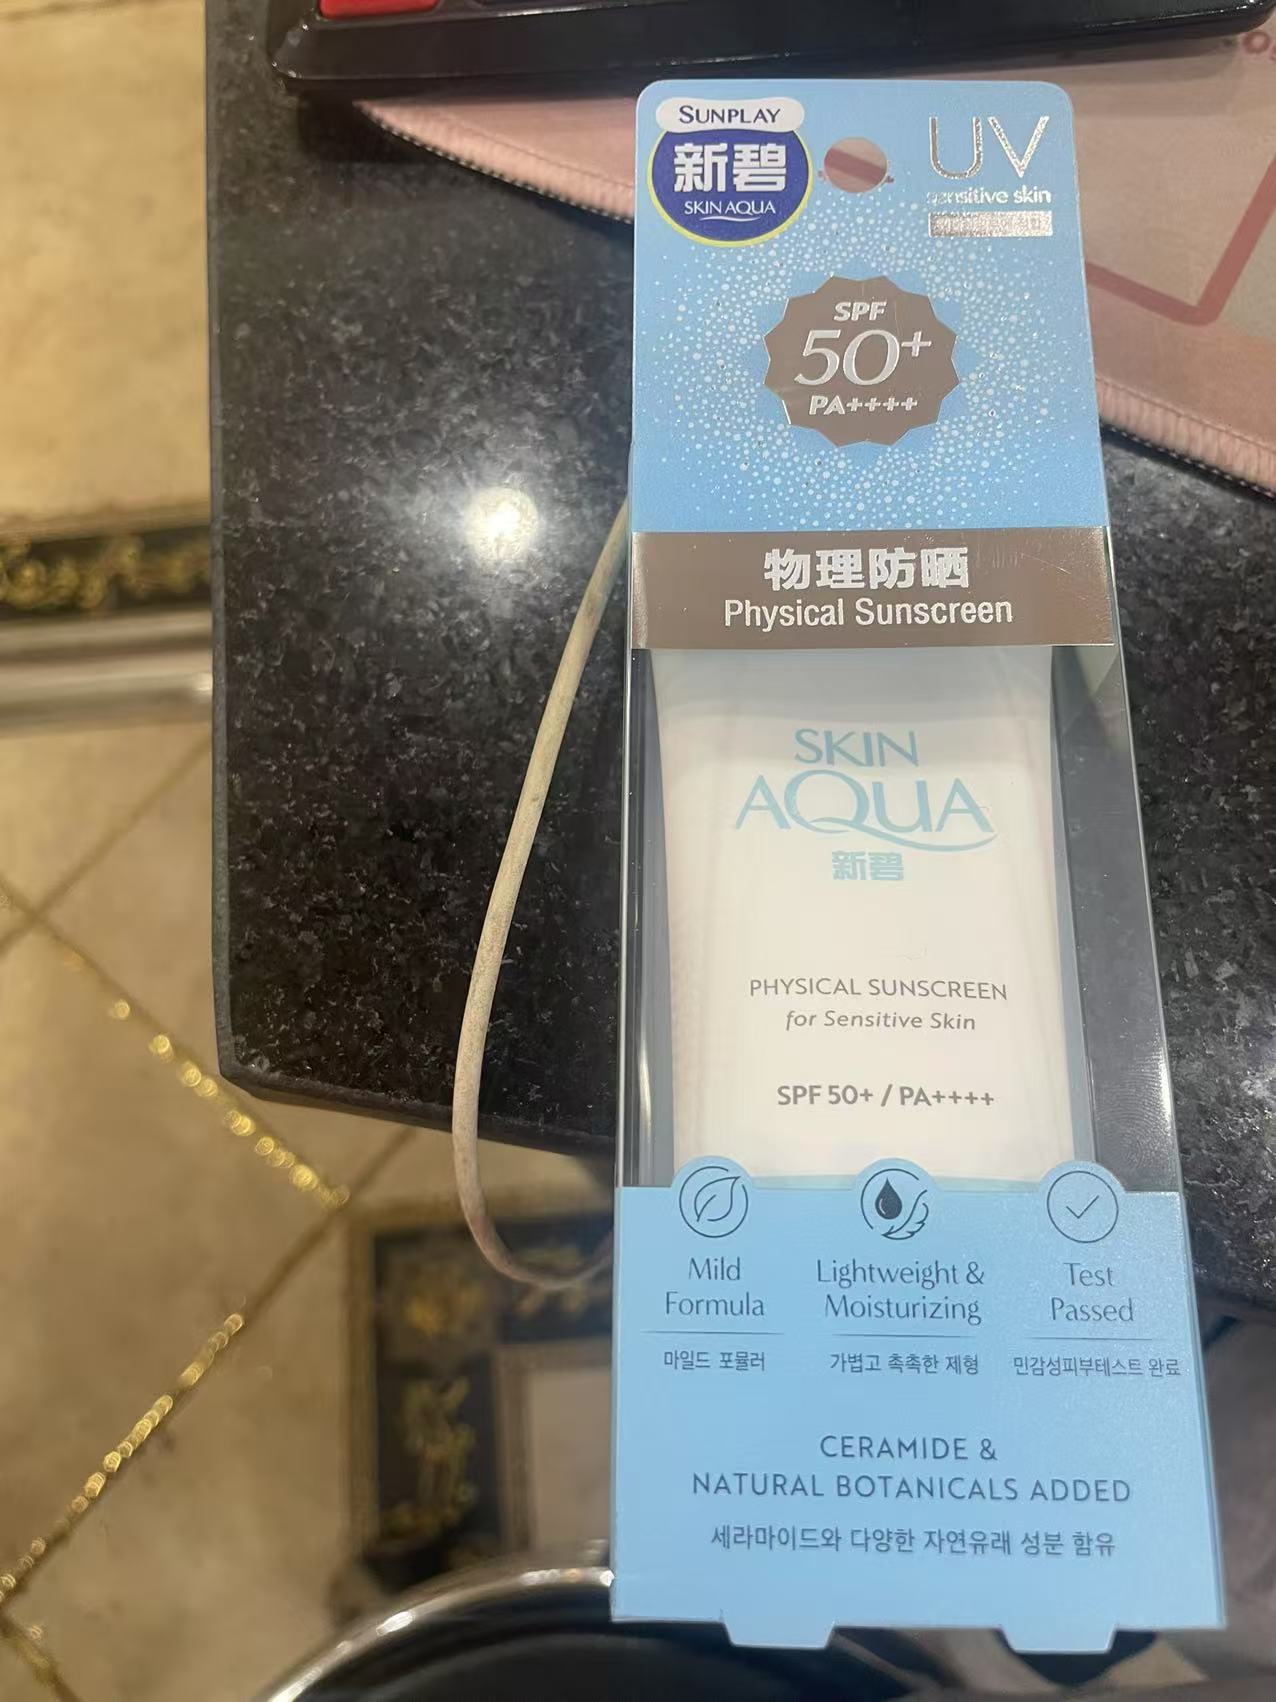 SUNPLAY
新碧
SKIN AQUA
UV
sensitive skin
SPF
50+
PA++++
物理防晒
Physical Sunscreen
SKIN
AQUA
新碧
PHYSICAL SUNSCREEN
for Sensitive Skin
SPF 50+ / PA++++
Mild
Formula
마일드 포뮬러
Lightweight &
Moisturizing
가볍고 촉촉한 제형
Test
Passed
민감성피부테스트 완료
CERAMIDE &
NATURAL BOTANICALS ADDED
세라마이드와 다양한 자연유래 성분 함유